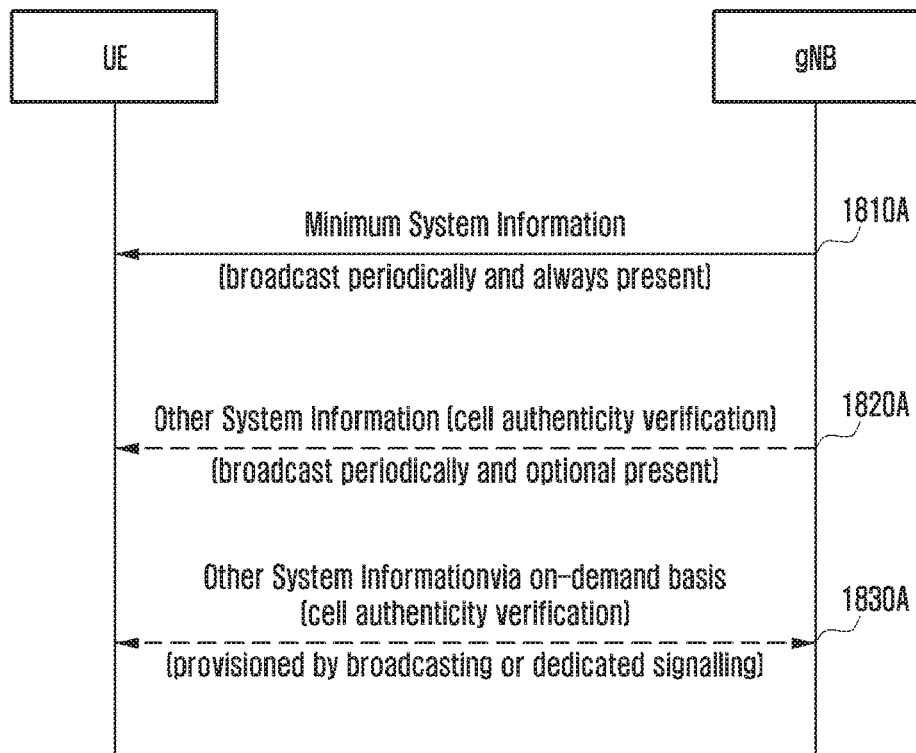 UE
gNB
1810A
Minimum System Information
(broadcast periodically and always present)
1820A
Other System Information (cell authenticity verification)
(broadcast periodically and optional present)
Other System Informationvia on-demand basis
1830A
(cell authenticity verification)
(provisioned by broadcasting or dedicated signalling)